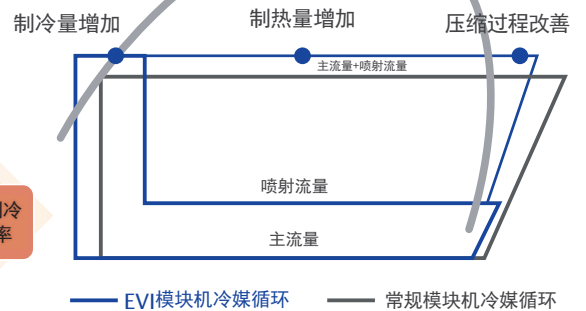 制冷量增加
制热量增加
压缩过程改善
主流量+喷射流量
喷射流量
冷
率
主流量
EVI模块机冷媒循环
常规模块机冷媒循环